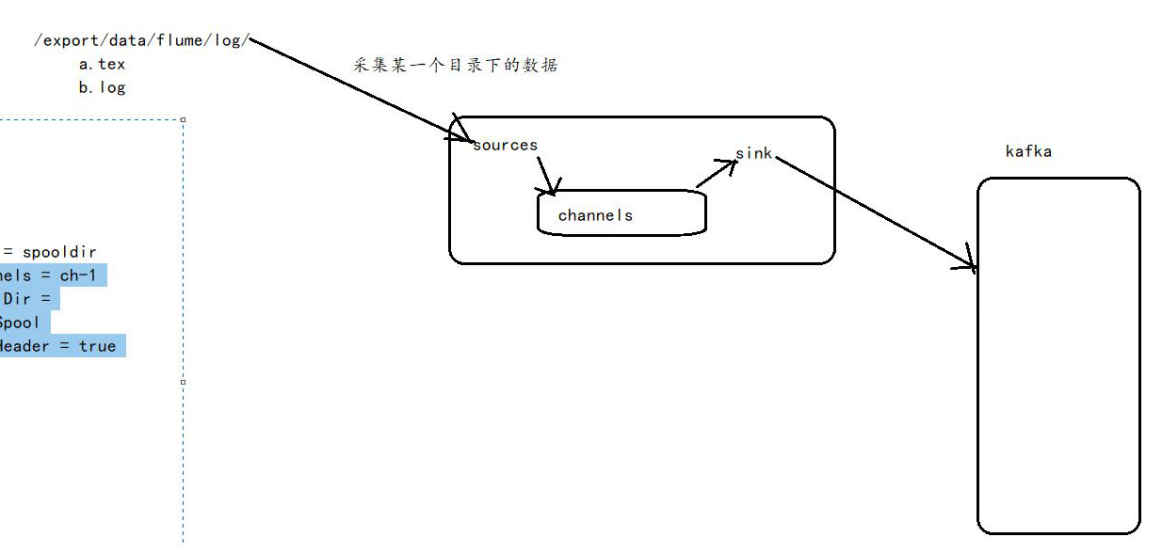 /export/data/flume/log/
a.tex
b.log
采集某一个目录下的数据
sources
sink
channels
kafka
= spooldir
nels = ch-1
Dir =
Spool
Header = true